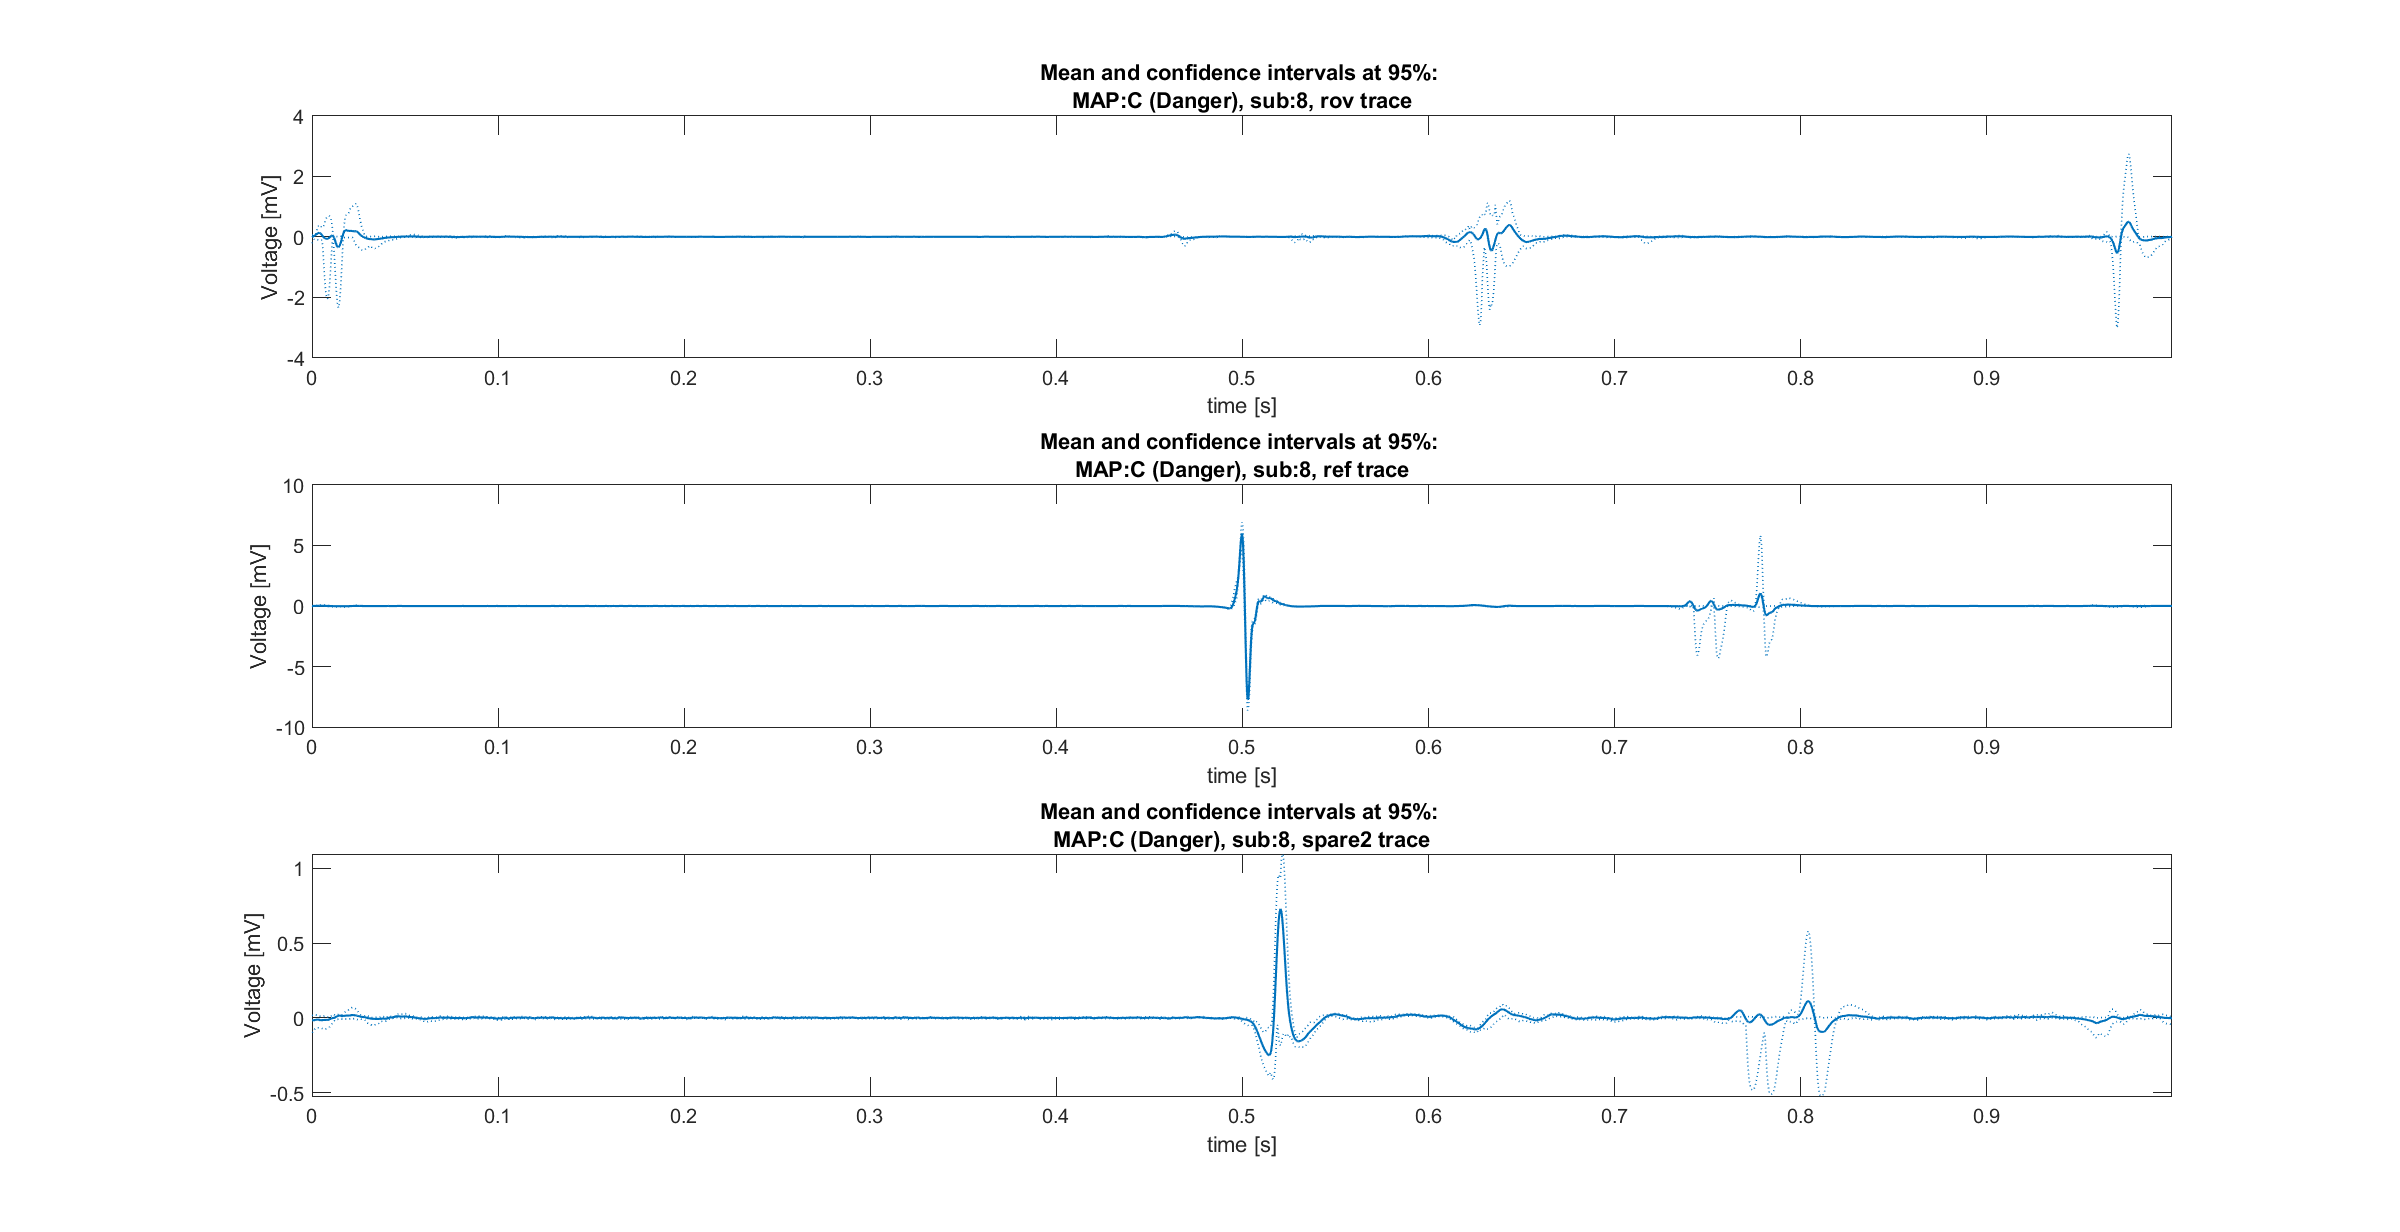 Mean and confidence intervals at 95%:
MAP:C (Danger), sub:8, rov trace
4
2
0
-2
-4
Voltage [mV]
0 0.1 0.2 0.3 0.4 0.5 0.6 0.7 0.8 0.9
time [s]
Mean and confidence intervals at 95%:
MAP:C (Danger), sub:8, ref trace
10
5
0
-5
-10
Voltage [mV]
0 0.1 0.2 0.3 0.4 0.5 0.6 0.7 0.8 0.9
time [s]
Mean and confidence intervals at 95%:
MAP:C (Danger), sub:8, spare2 trace
1
0.5
0
-0.5
Voltage [mV]
0 0.1 0.2 0.3 0.4 0.5 0.6 0.7 0.8 0.9
time [s]